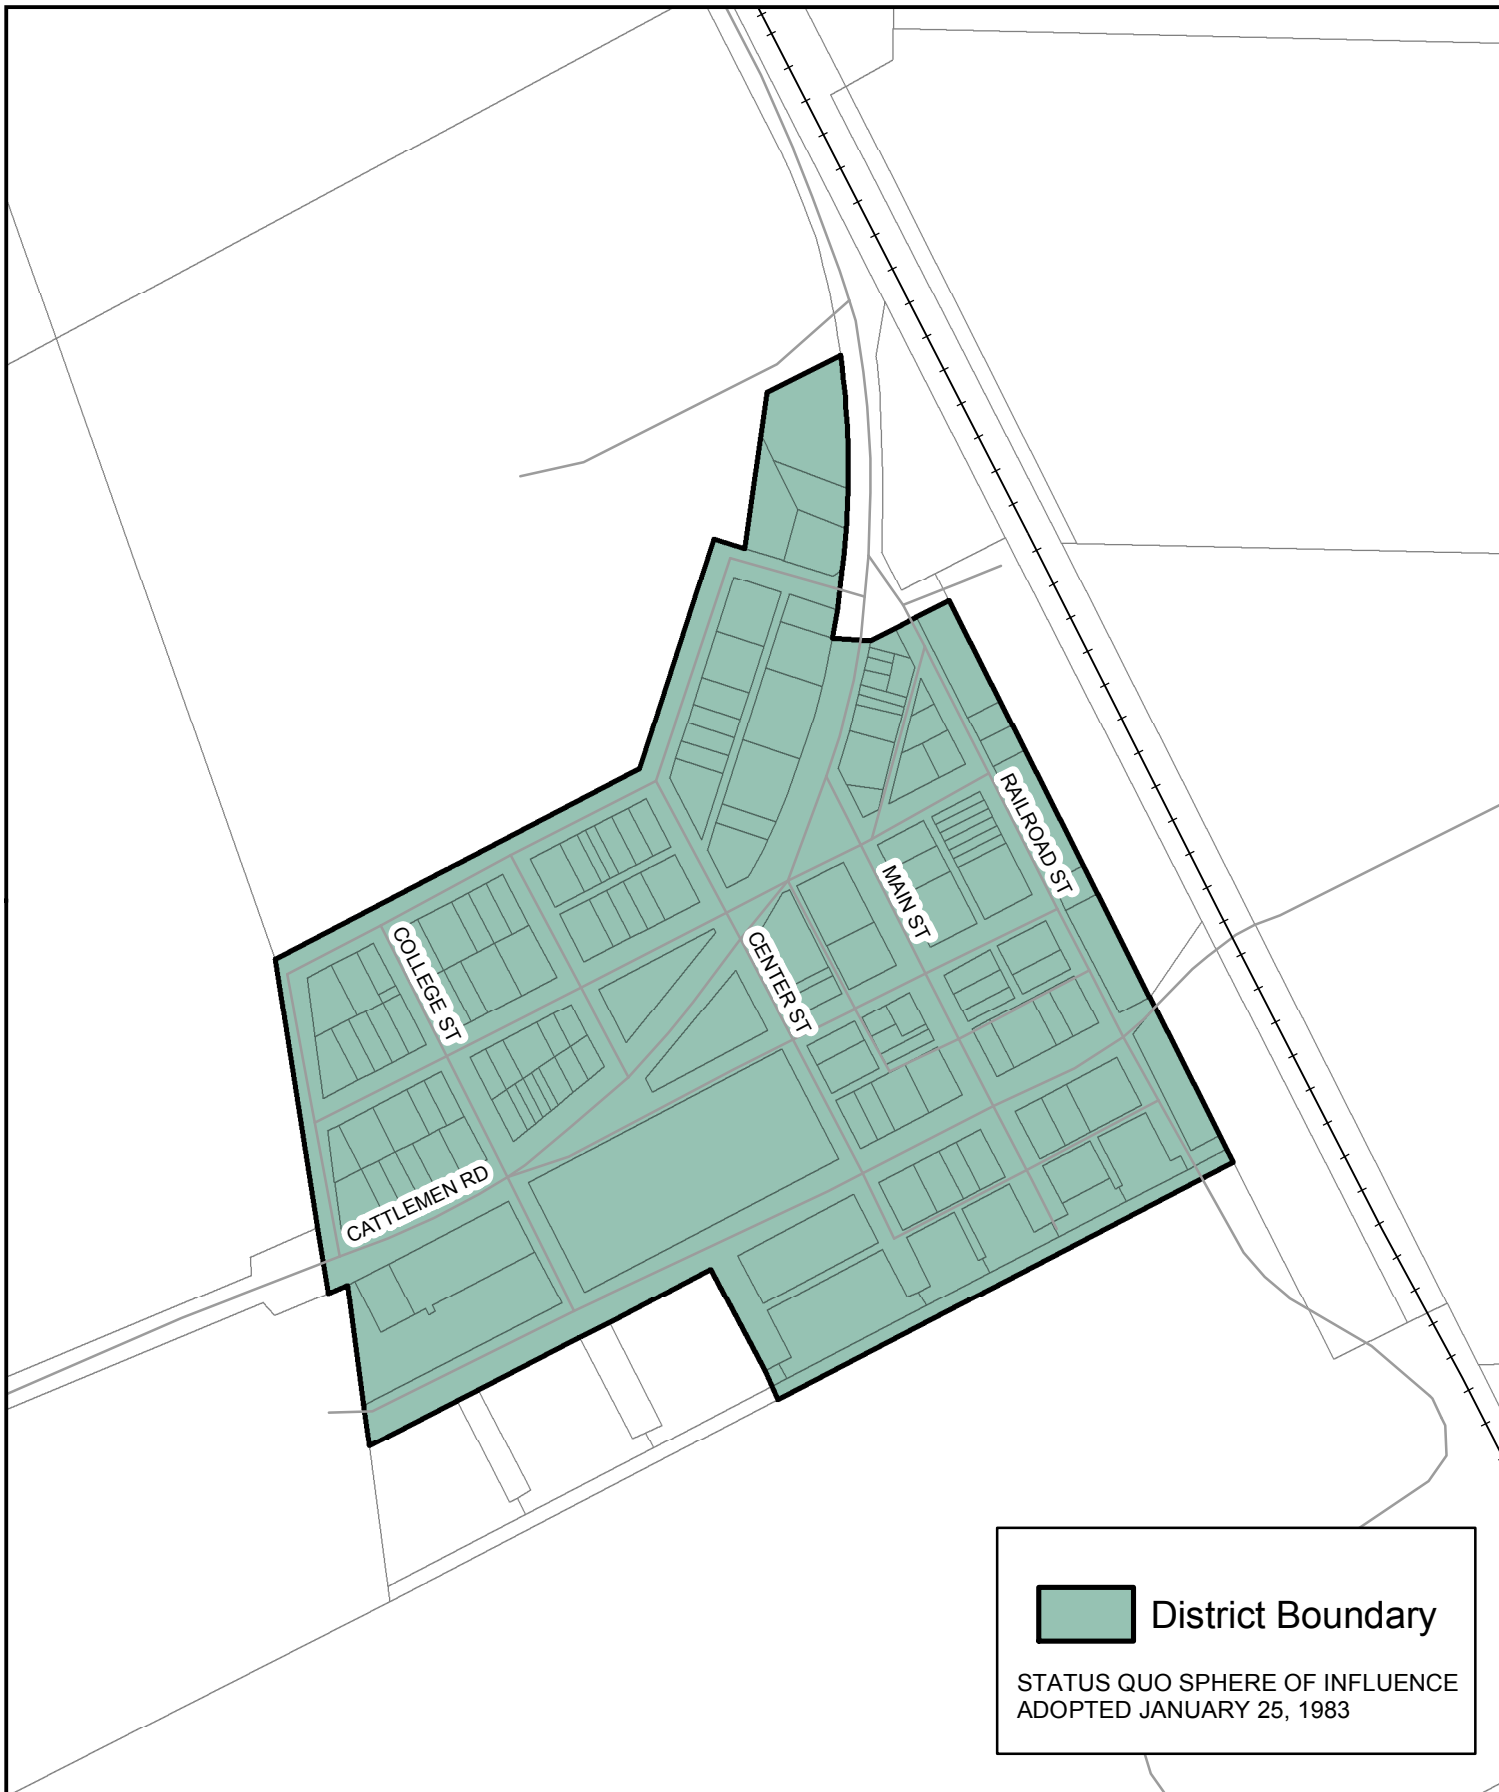 RAILROAD ST
MAIN ST
COLLEGE ST
CENTER ST
CATTLEMEN RD
District Boundary
STATUS QUO SPHERE OF INFLUENCE
ADOPTED JANUARY 25, 1983